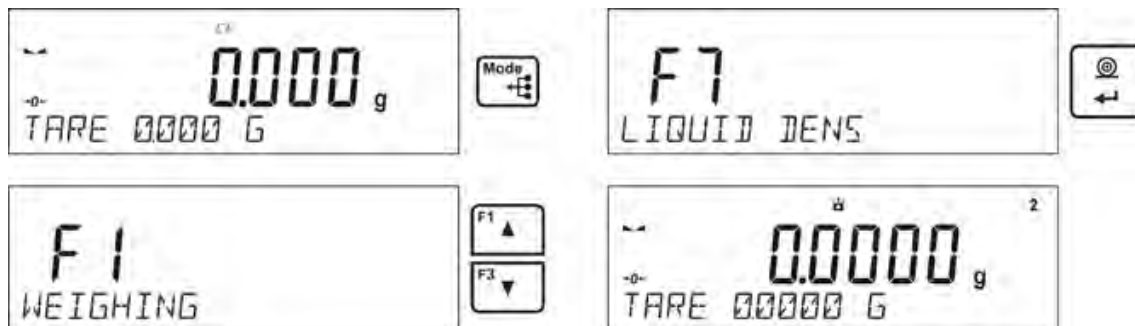 0.000 g
TARE 0.000 G
Mode
F7
LIQUID DENS
F1
WEIGHING
F1
F3
2
0.0000 g
TARE 0.0000 G